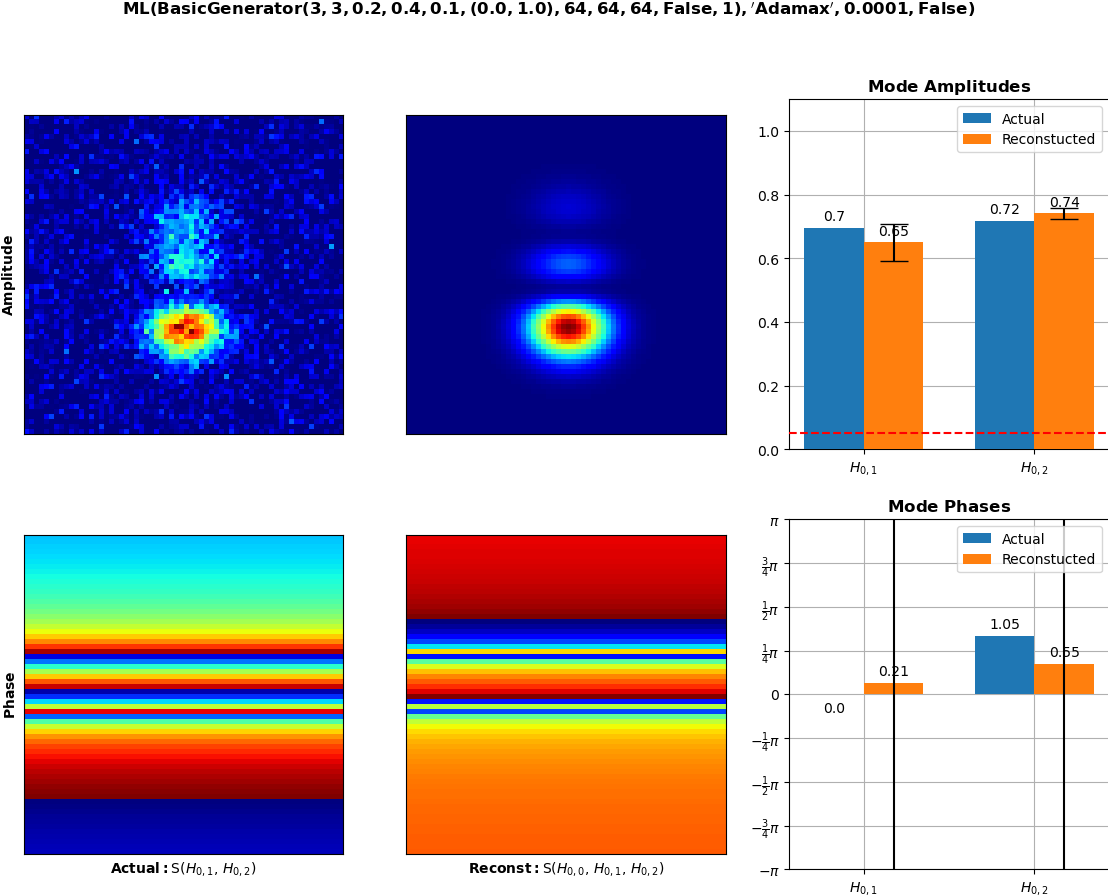 ML(BasicGenerator(3, 3, 0.2, 0.4, 0.1, (0.0, 1.0), 64, 64, 64, False, 1), 'Adamax', 0.0001, False)
Mode Amplitudes
Actual
Reconstucted
1.0
0.8
0.6
0.4
0.2
0.0
0.7
0.65
0.72
0.74
H0,1
H0,2
Amplitude
Mode Phases
Actual
Reconstucted
π
3/4π
1/2π
1/4π
0
−1/4π
−1/2π
−3/4π
−π
0.0
0.21
1.05
0.55
H0,1
H0,2
Phase
Actual: S(H0,1, H0,2)
Reconst: S(H0,0, H0,1, H0,2)